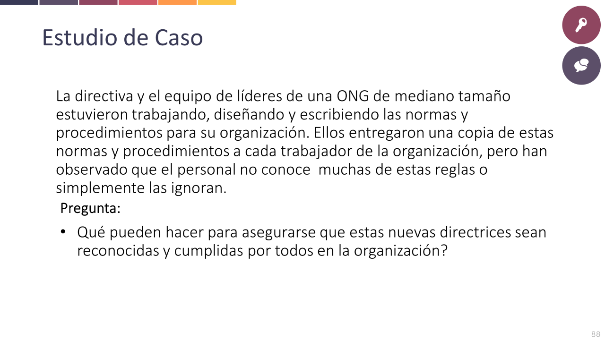 Estudio de Caso
La directiva y el equipo de líderes de una ONG de mediano tamaño
estuvieron trabajando, diseñando y escribiendo las normas y
procedimientos para su organización. Ellos entregaron una copia de estas
normas y procedimientos a cada trabajador de la organización, pero han
observado que el personal no conoce  muchas de estas reglas o
simplemente las ignoran.
Pregunta:
• Qué pueden hacer para asegurarse que estas nuevas directrices sean
reconocidas y cumplidas por todos en la organización?
98